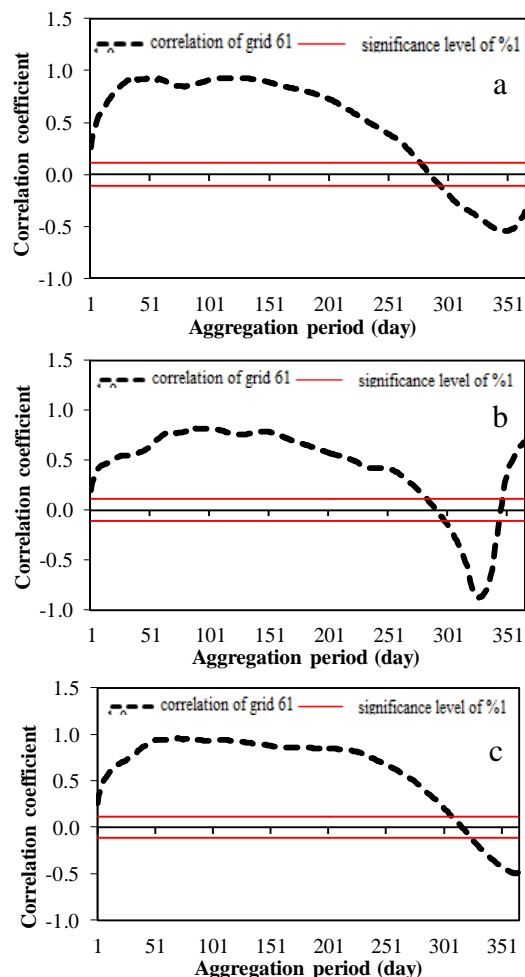 1.5
correlation of grid 61 significance level of %1
a
Correlation coefficient
1.0
0.5
0.0
-0.5
-1.0
1 51 101 151 201 251 301 351
Aggregation period (day)
1.5
correlation of grid 61 significance level of %1
b
Correlation coefficient
1.0
0.5
0.0
-0.5
-1.0
1 51 101 151 201 251 301 351
Aggregation period (day)
1.5
correlation of grid 61 significance level of %1
c
Correlation coefficient
1.0
0.5
0.0
-0.5
-1.0
1 51 101 151 201 251 301 351
Aggregation period (day)